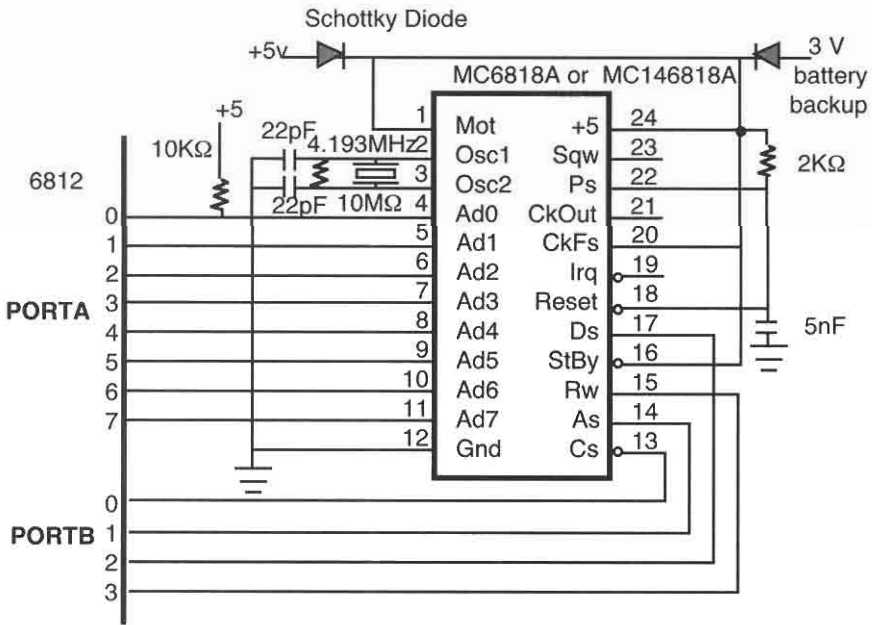 Schottky Diode
+5v
3 V
battery
backup
MC6818A or MC146818A
+5
10KΩ
22pF
4.193MHz
22pF
10MΩ
2KΩ
5nF
6812
PORTA
0
1
2
3
4
5
6
7
PORTB
0
1
2
3
1 Mot
2 Osc1
3 Osc2
4 Ad0
5 Ad1
6 Ad2
7 Ad3
8 Ad4
9 Ad5
10 Ad6
11 Ad7
12 Gnd
+5 24
Sqw 23
Ps 22
CkOut 21
CkFs 20
Irq 19
Reset 18
Ds 17
StBy 16
Rw 15
As 14
Cs 13